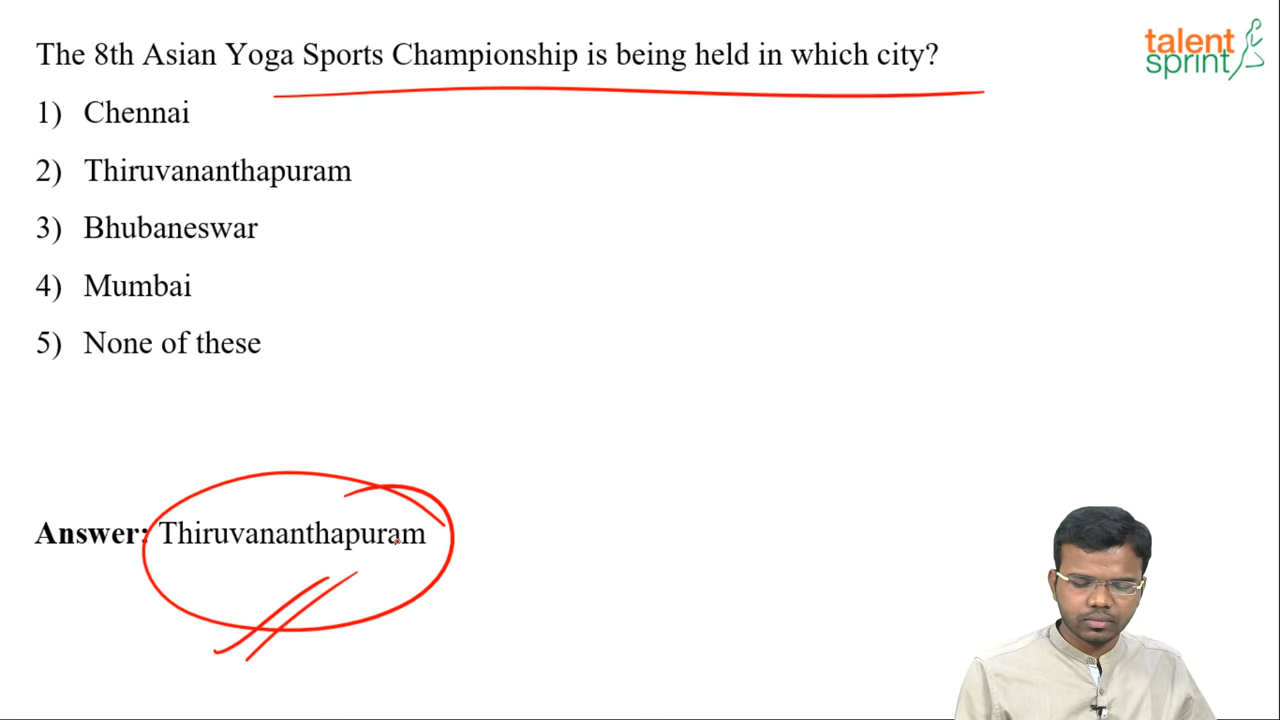 The 8th Asian Yoga Sports Championship is being held in which city?
talent
sprint
1) Chennai
2) Thiruvananthapuram
3) Bhubaneswar
4) Mumbai
5) None of these
Answer: Thiruvananthapuram